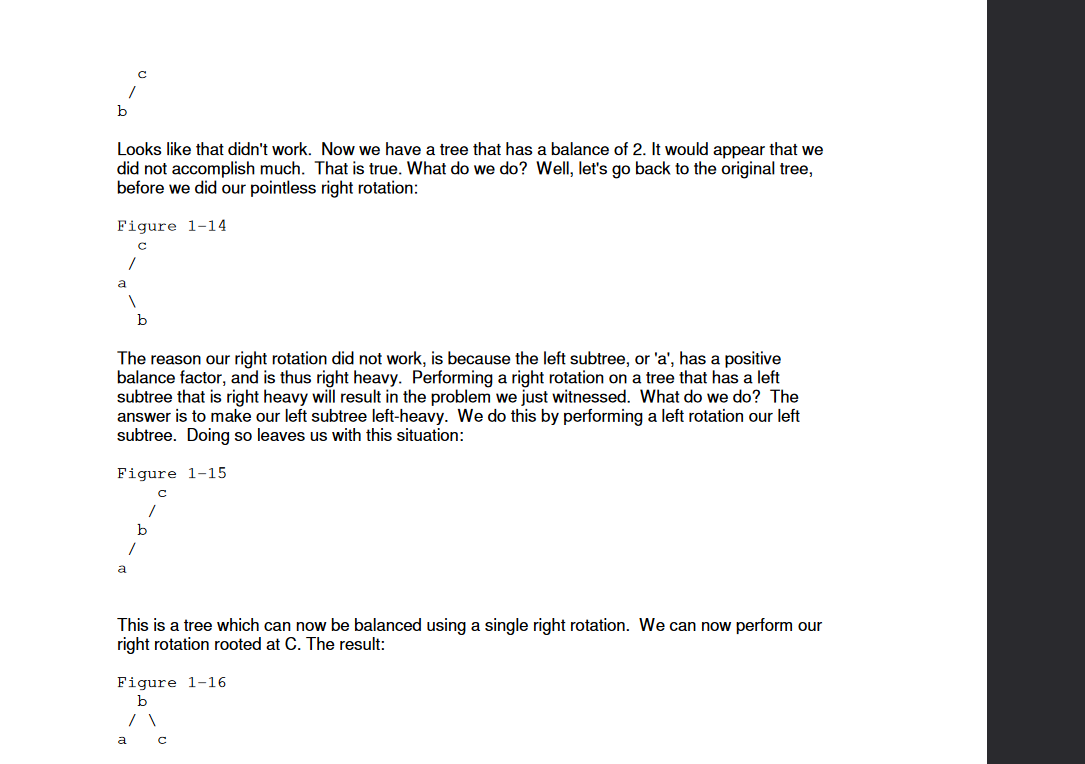 c
/
b
Looks like that didn't work.  Now we have a tree that has a balance of 2. It would appear that we
did not accomplish much.  That is true. What do we do?  Well, let's go back to the original tree,
before we did our pointless right rotation:
Figure 1-14
c
/
a
\
b
The reason our right rotation did not work, is because the left subtree, or 'a', has a positive
balance factor, and is thus right heavy.  Performing a right rotation on a tree that has a left
subtree that is right heavy will result in the problem we just witnessed.  What do we do?  The
answer is to make our left subtree left-heavy.  We do this by performing a left rotation our left
subtree.  Doing so leaves us with this situation:
Figure 1-15
c
/
b
/
a
This is a tree which can now be balanced using a single right rotation.  We can now perform our
right rotation rooted at C. The result:
Figure 1-16
b
/ \
a   c